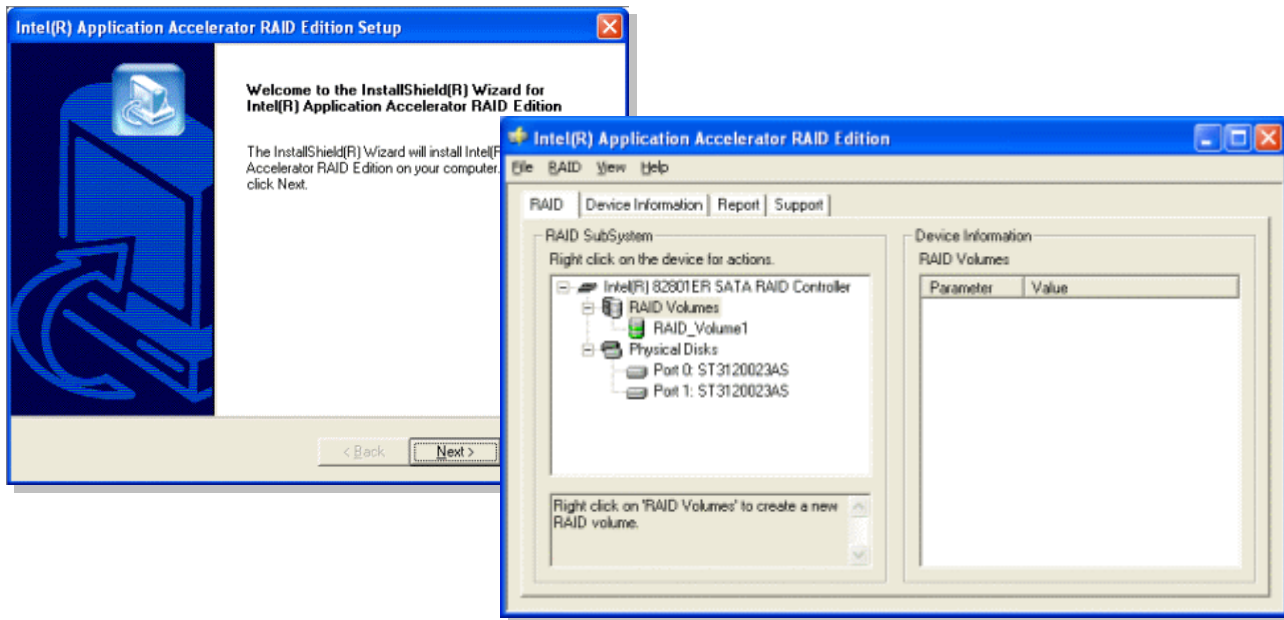 Intel(R) Application Accelerator RAID Edition Setup
Welcome to the InstallShield(R) Wizard for
Intel(R) Application Accelerator RAID Edition
The InstallShield(R) Wizard will install Intel(R
Accelerator RAID Edition on your computer.
click Next.
< Back
Next >
Intel(R) Application Accelerator RAID Edition
File RAID View Help
RAID Device Information Report Support
RAID SubSystem
Right click on the device for actions.
Intel(R) 82801ER SATA RAID Controller
RAID Volumes
RAID_Volume1
Physical Disks
Port 0: ST3120023AS
Port 1: ST3120023AS
Right click on 'RAID Volumes' to create a new
RAID volume.
Device Information
RAID Volumes
Parameter Value